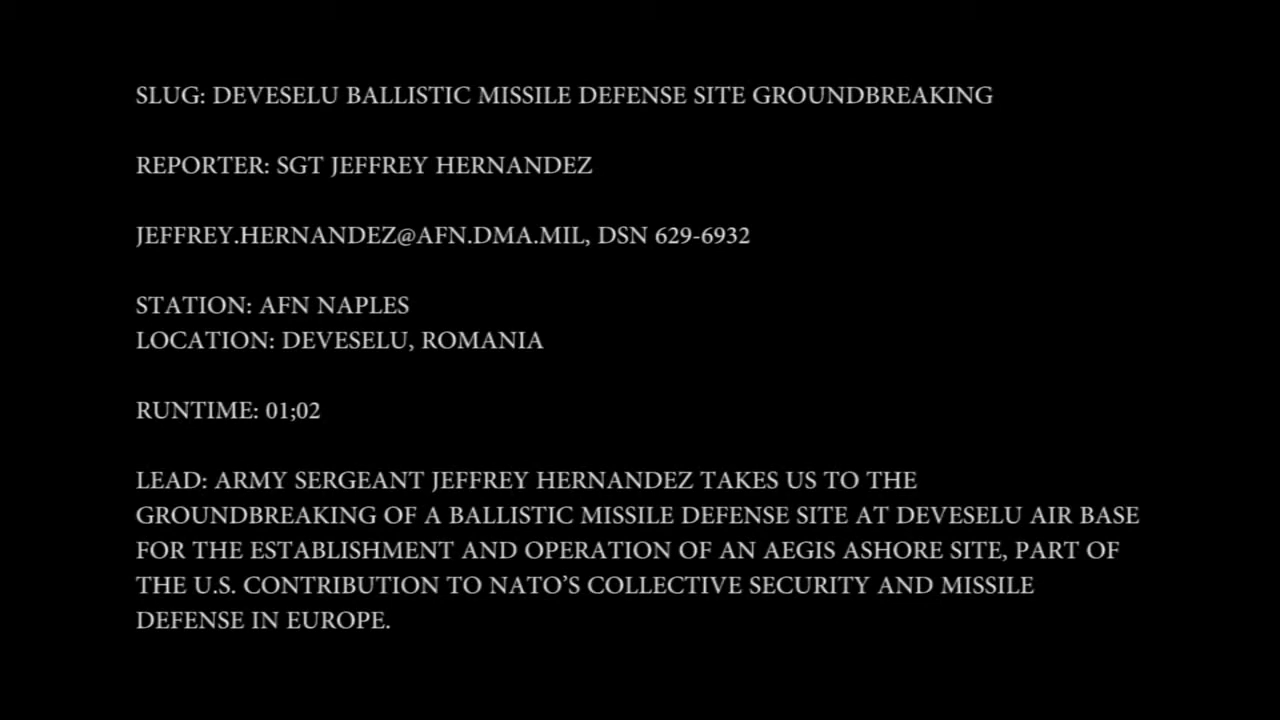 SLUG: DEVESELU BALLISTIC MISSILE DEFENSE SITE GROUNDBREAKING
REPORTER: SGT JEFFREY HERNANDEZ
JEFFREY.HERNANDEZ@AFN.DMA.MIL, DSN 629-6932
STATION: AFN NAPLES
LOCATION: DEVESELU, ROMANIA
RUNTIME: 01;02
LEAD: ARMY SERGEANT JEFFREY HERNANDEZ TAKES US TO THE
GROUNDBREAKING OF A BALLISTIC MISSILE DEFENSE SITE AT DEVESELU AIR BASE
FOR THE ESTABLISHMENT AND OPERATION OF AN AEGIS ASHORE SITE, PART OF
THE U.S. CONTRIBUTION TO NATO’S COLLECTIVE SECURITY AND MISSILE
DEFENSE IN EUROPE.